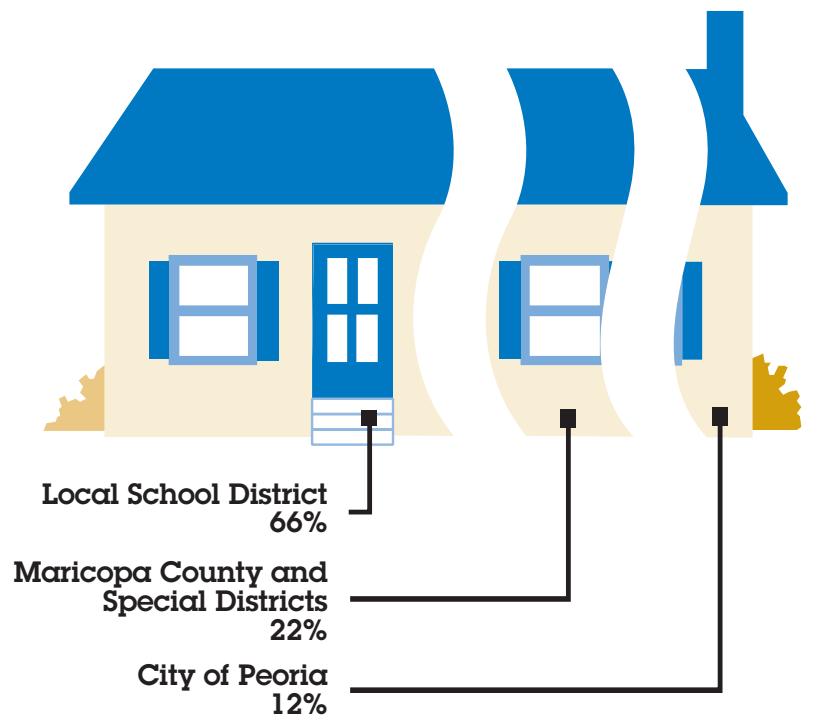 Local School District
66%
Maricopa County and
Special Districts
22%
City of Peoria
12%